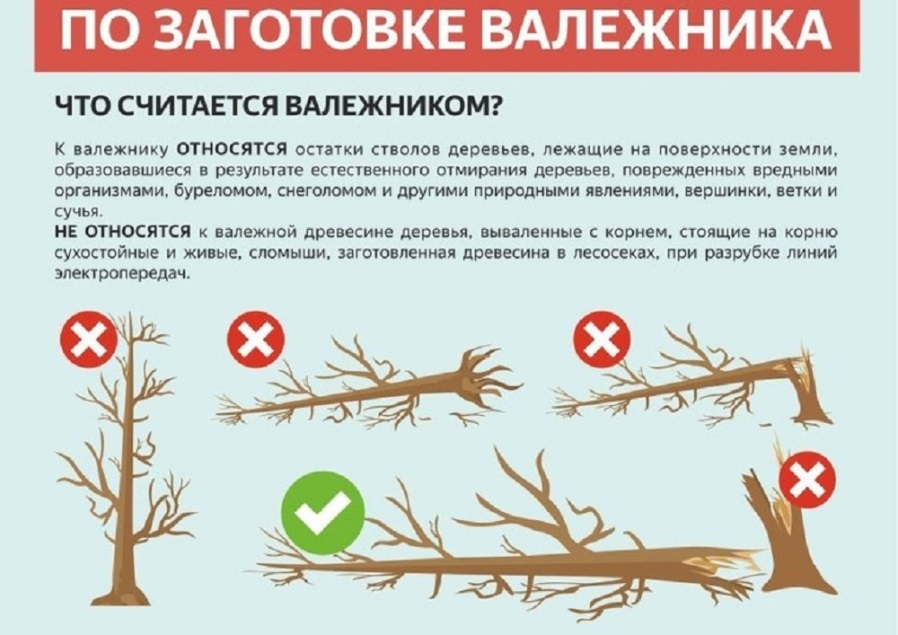 ПО ЗАГОТОВКЕ ВАЛЕЖНИКА
ЧТО СЧИТАЕТСЯ ВАЛЕЖНИКОМ?
К валежнику ОТНОСЯТСЯ остатки стволов деревьев, лежащие на поверхности земли,
образовавшиеся в результате естественного отмирания деревьев, поврежденных вредными
организмами, буреломом, снеголомом и другими природными явлениями, вершинки, ветки и
сучья.
НЕ ОТНОСЯТСЯ к валежной древесине деревья, вываленные с корнем, стоящие на корню
сухостойные и живые, сломыши, заготовленная древесина в лесосеках, при разрубке линий
электропередач.